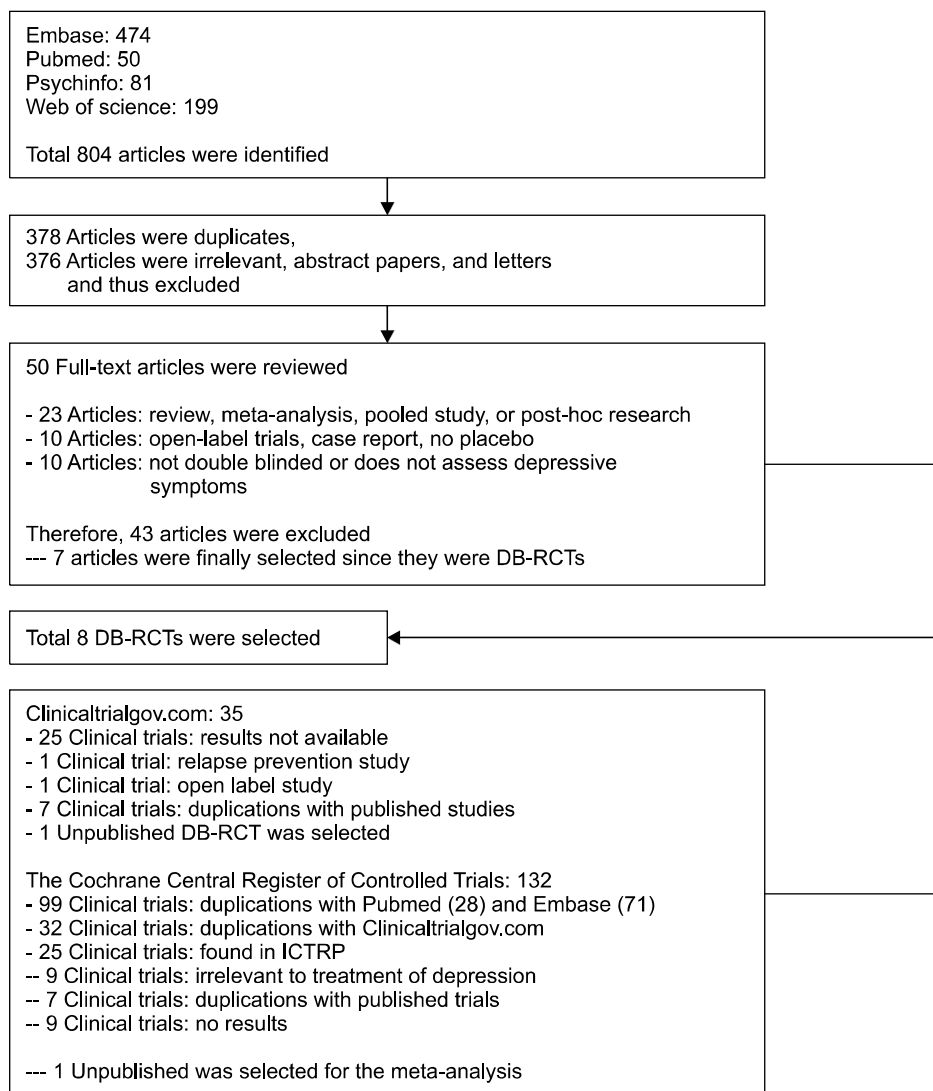 Embase: 474
Pubmed: 50
Psychinfo: 81
Web of science: 199
Total 804 articles were identified
378 Articles were duplicates,
376 Articles were irrelevant, abstract papers, and letters
and thus excluded
50 Full-text articles were reviewed
- 23 Articles: review, meta-analysis, pooled study, or post-hoc research
- 10 Articles: open-label trials, case report, no placebo
- 10 Articles: not double blinded or does not assess depressive
symptoms
Therefore, 43 articles were excluded
--- 7 articles were finally selected since they were DB-RCTs
Total 8 DB-RCTs were selected
Clinicaltrialgov.com: 35
- 25 Clinical trials: results not available
- 1 Clinical trial: relapse prevention study
- 1 Clinical trial: open label study
- 7 Clinical trials: duplications with published studies
- 1 Unpublished DB-RCT was selected
The Cochrane Central Register of Controlled Trials: 132
- 99 Clinical trials: duplications with Pubmed (28) and Embase (71)
- 32 Clinical trials: duplications with Clinicaltrialgov.com
- 25 Clinical trials: found in ICTRP
-- 9 Clinical trials: irrelevant to treatment of depression
-- 7 Clinical trials: duplications with published trials
-- 9 Clinical trials: no results
--- 1 Unpublished was selected for the meta-analysis